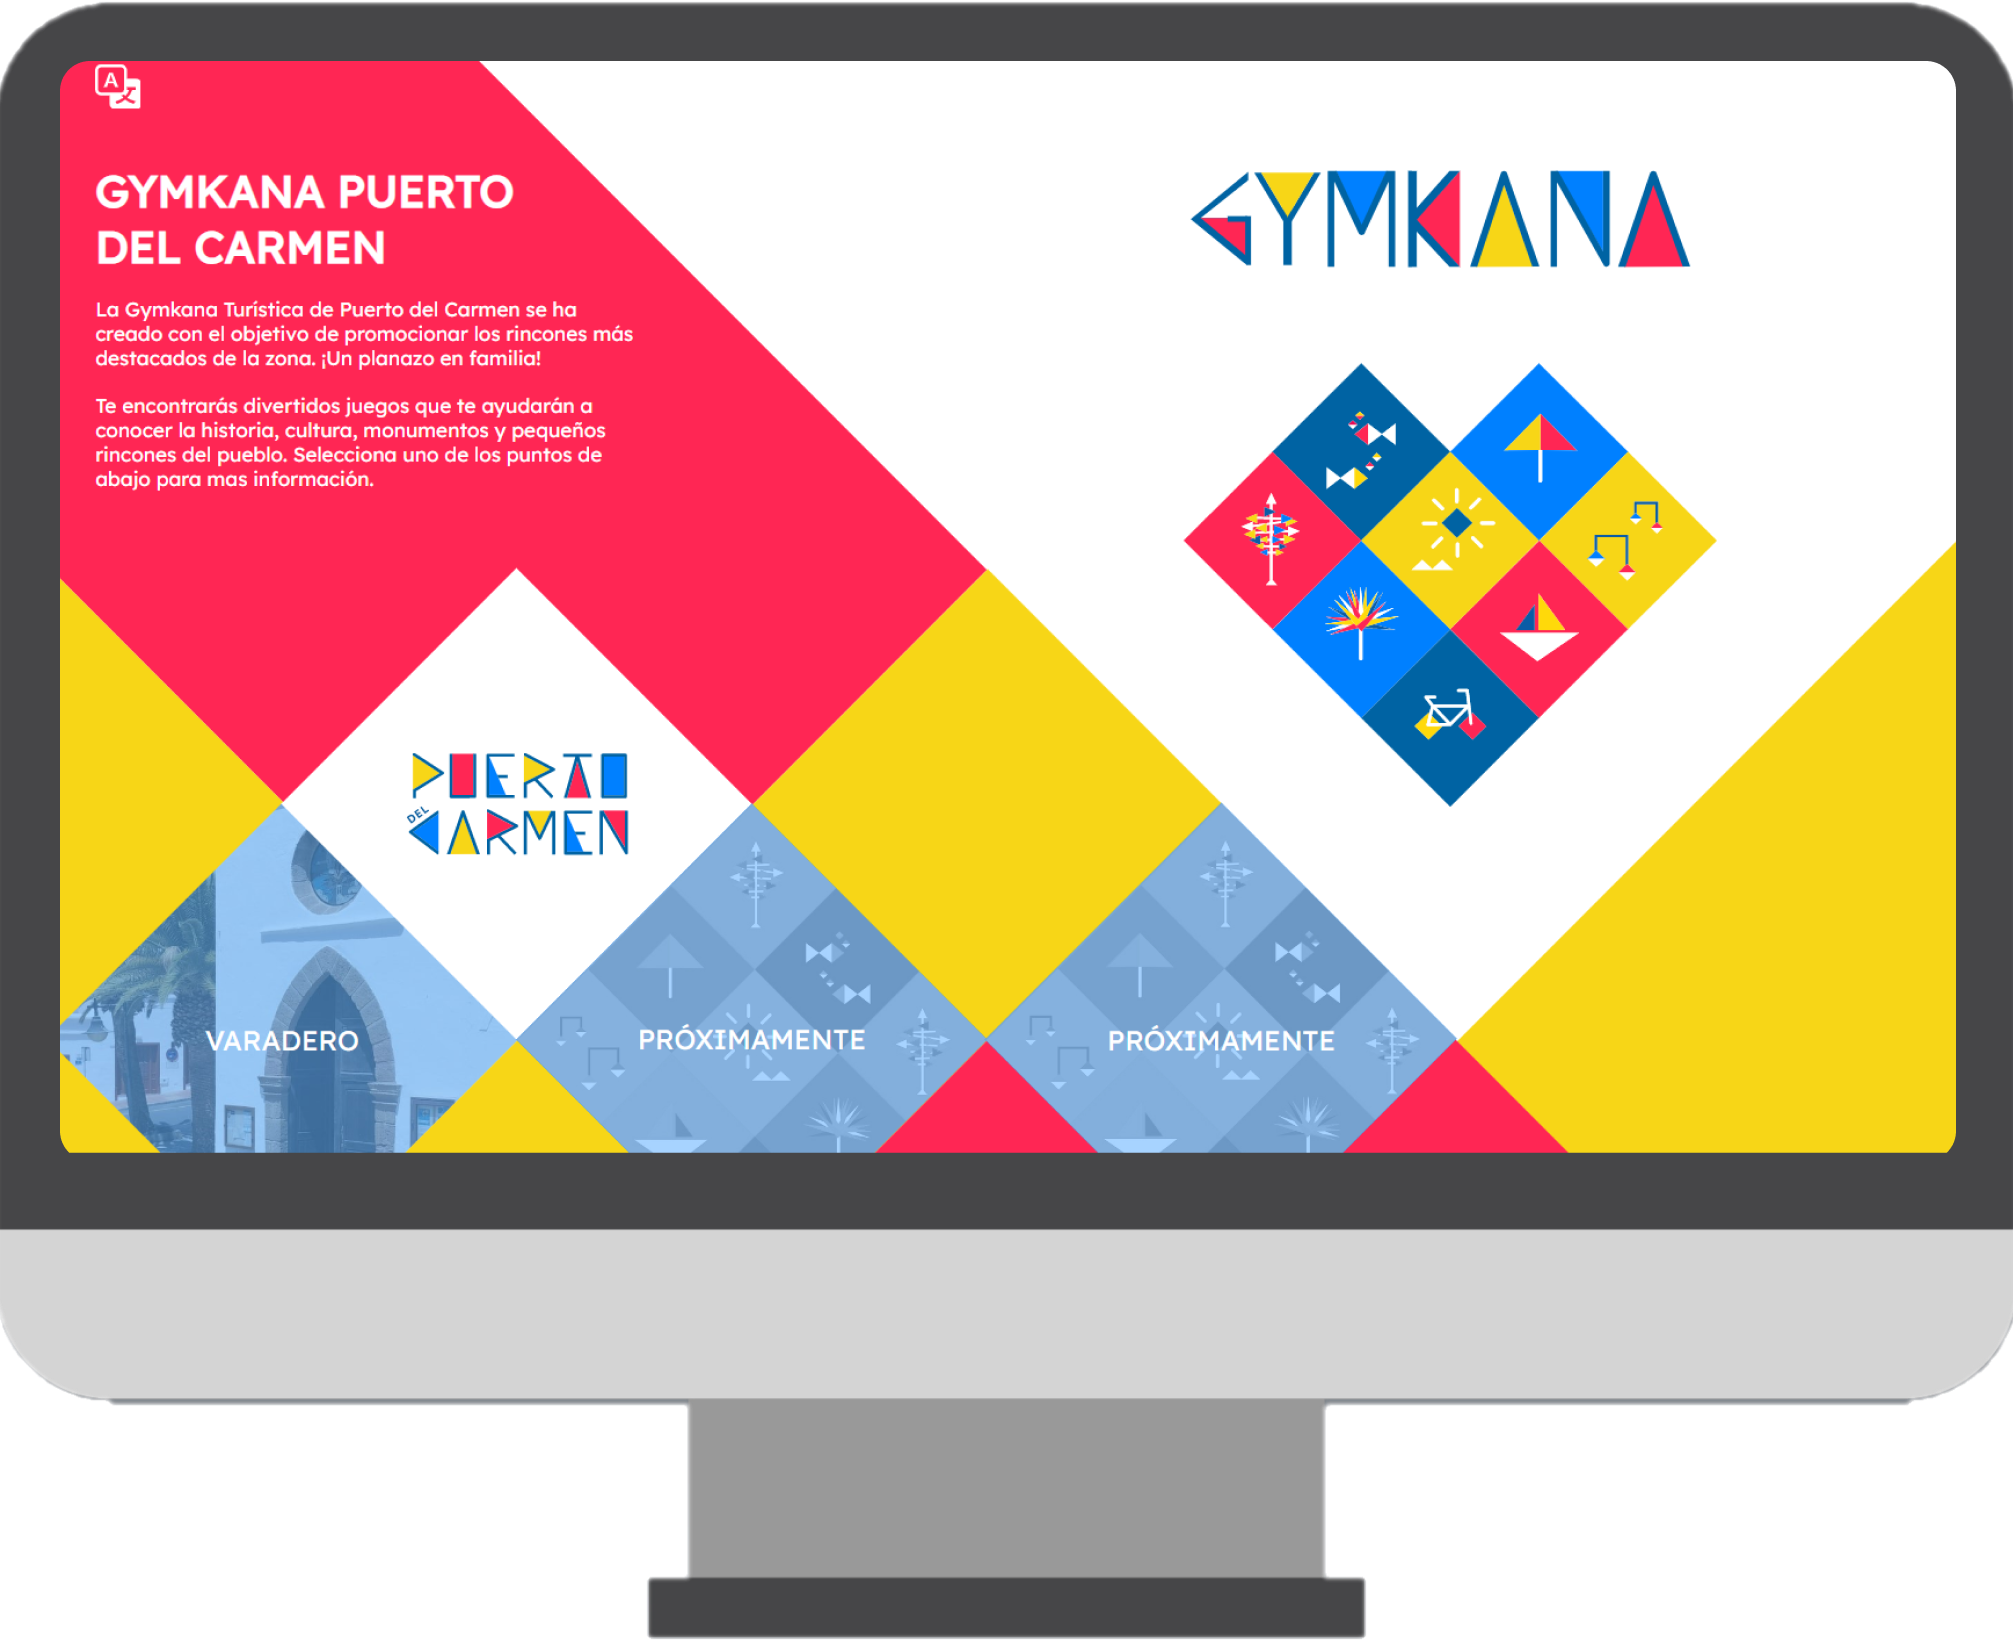 A
GYMKANA PUERTO
DEL CARMEN
La Gymkana Turística de Puerto del Carmen se ha
creado con el objetivo de promocionar los rincones más
destacados de la zona. ¡Un planazo en familia!
Te encontrarás divertidos juegos que te ayudarán a
conocer la historia, cultura, monumentos y pequeños
rincones del pueblo. Selecciona uno de los puntos de
abajo para mas información.
GYMKANA
PUERTO
DEL CARMEN
VARADERO
PRÓXIMAMENTE
PRÓXIMAMENTE